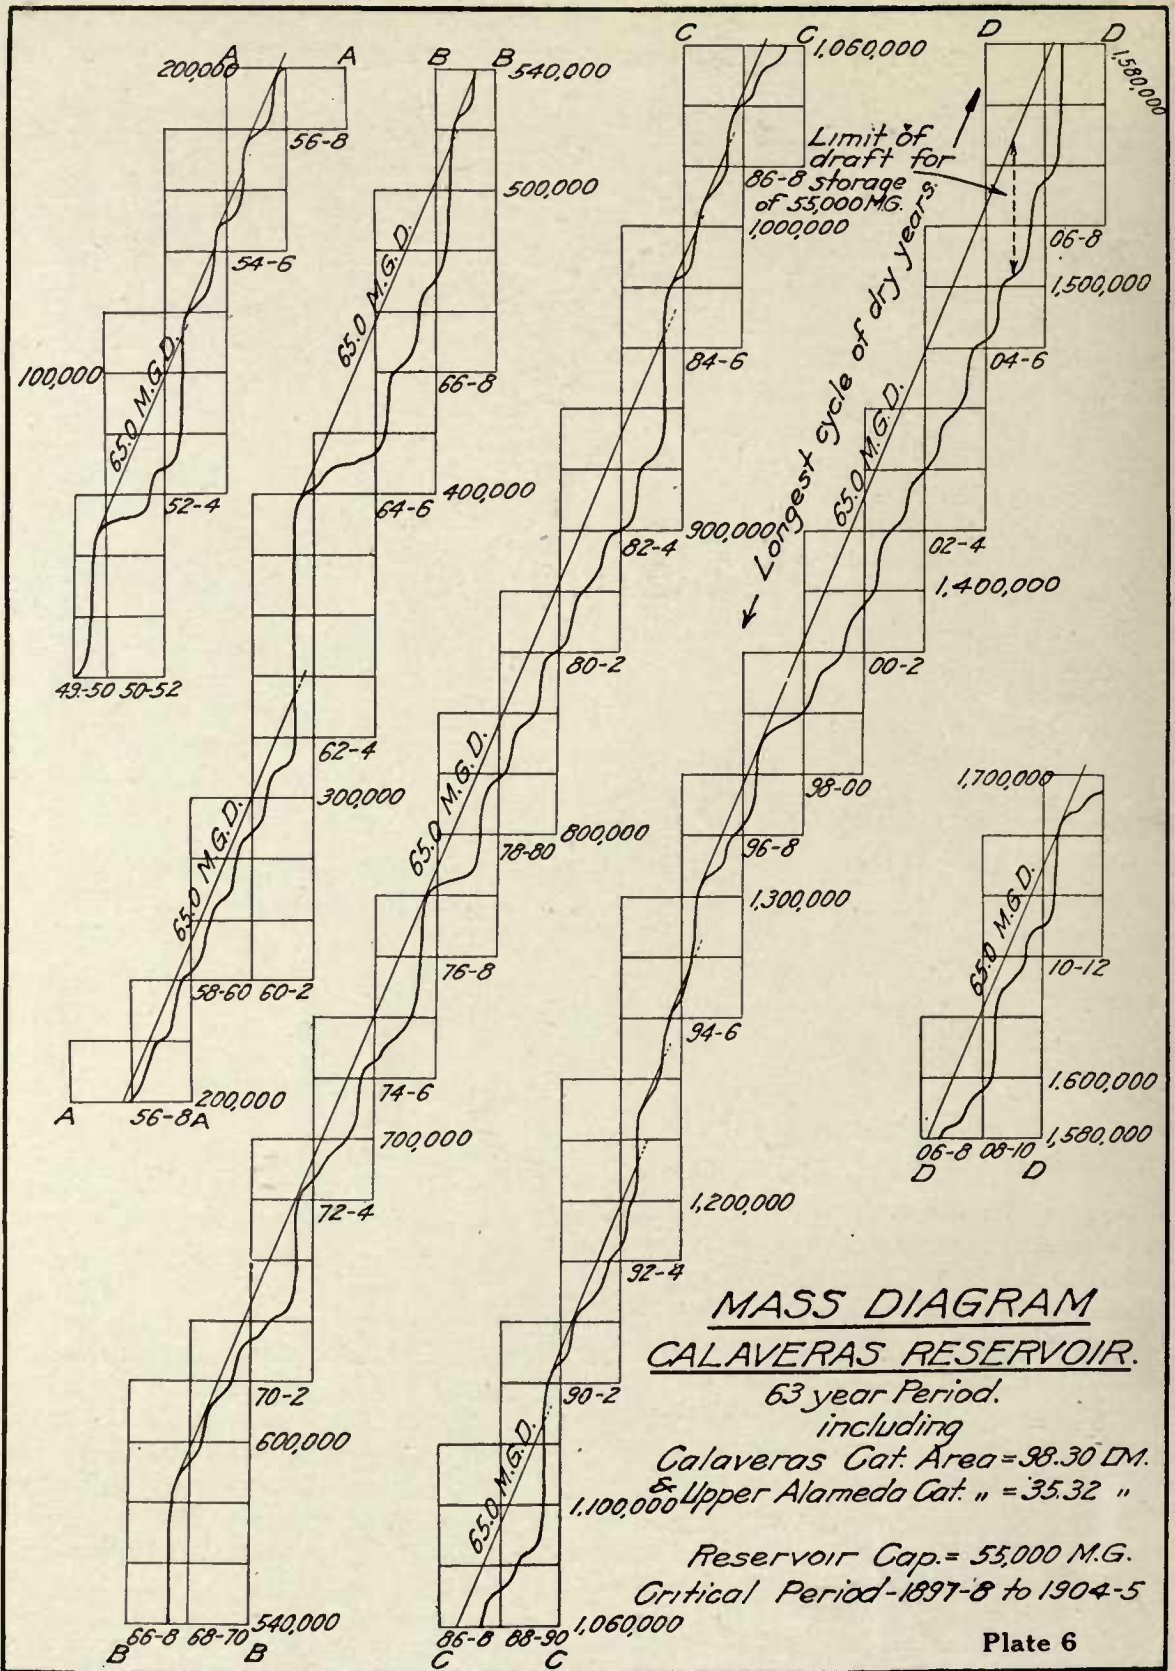 A A B B C C D D
200,000
540,000
1,060,000
1,580,000
56-8
500,000
54-6
65.0 M.G.D.
65.0 M.G.D.
100,000
52-4
66-8
64-6
400,000
49-50 50-52
62-4
300,000
65.0 M.G.D.
58-60 60-2
A 56-8 A
200,000
86-8
1,000,000
84-6
82-4
900,000
80-2
65.0 M.G.D.
78-80
800,000
76-8
74-6
700,000
72-4
70-2
600,000
540,000
66-8 68-70
B B
Limit of
draft for
storage
of 55,000 M.G.
Longest cycle of dry years.
65.0 M.G.D.
06-8
1,500,000
04-6
02-4
1,400,000
00-2
98-00
96-8
1,300,000
94-6
1,200,000
92-4
90-2
65.0 M.G.D.
1,100,000
86-8 88-90
1,060,000
C C
1,700,000
65.0 M.G.D.
10-12
1,600,000
1,580,000
06-8 08-10
D D
MASS DIAGRAM
CALAVERAS RESERVOIR.
63 year Period.
including
Calaveras Cat. Area = 98.30 □M.
& Upper Alameda Cat. „ = 35.32 „
Reservoir Cap. = 55,000 M.G.
Critical Period-1897-8 to 1904-5
Plate 6